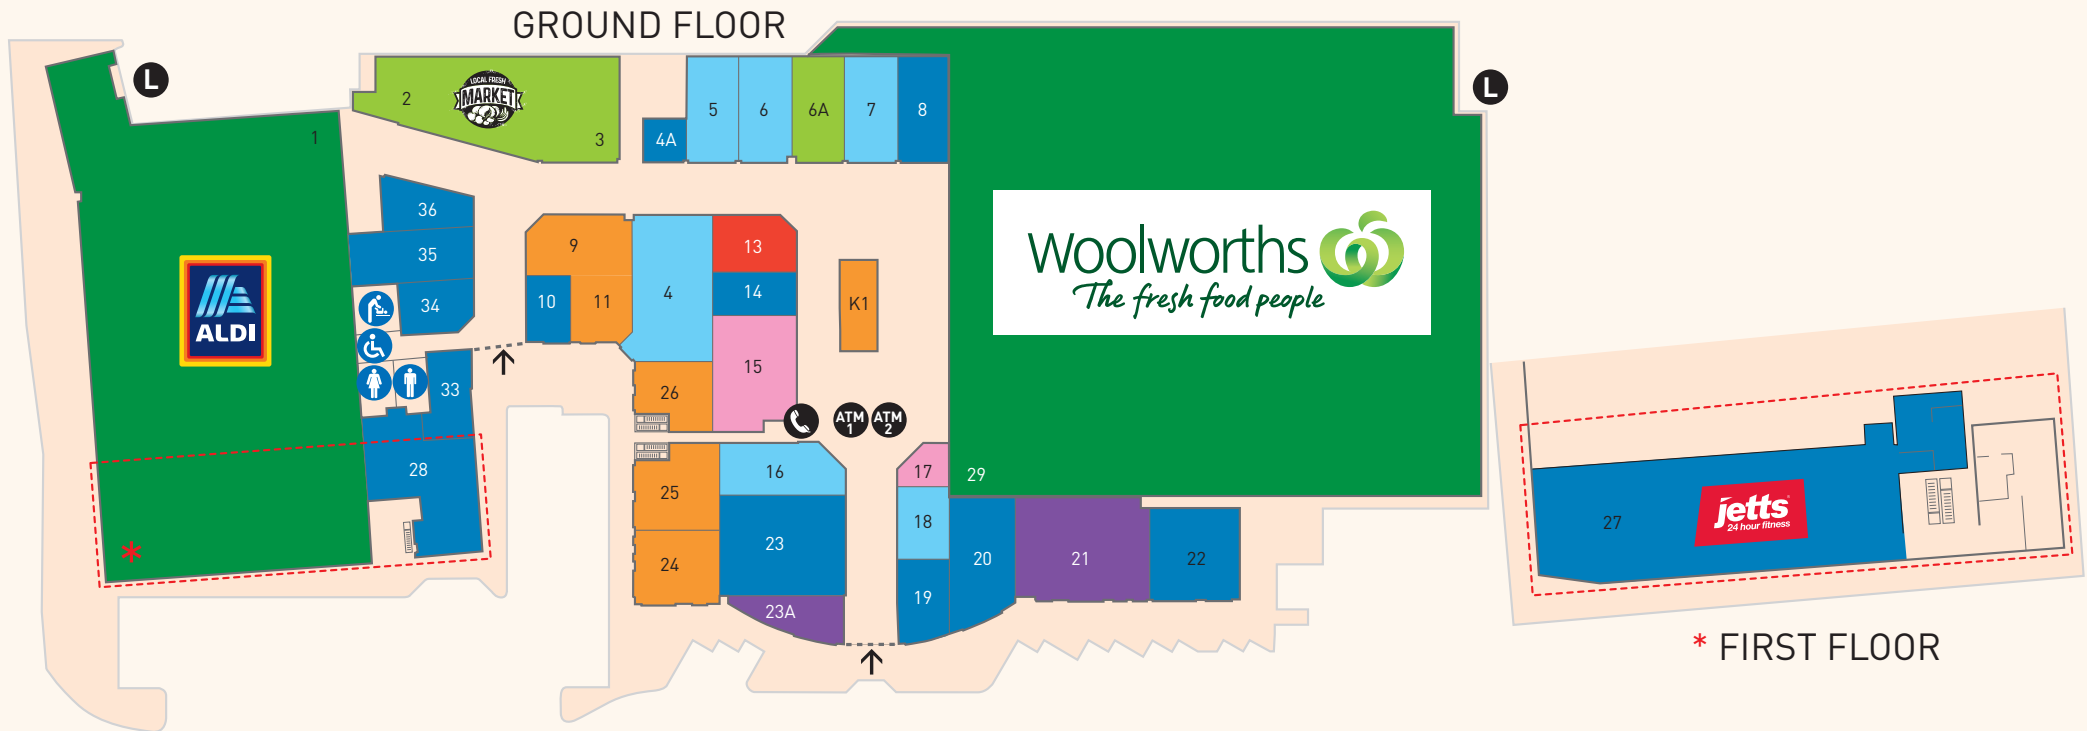 GROUND FLOOR
L
L
1
2
LOCAL FRESH
MARKET
3
4A
5
6
6A
7
8
36
35
34
33
28
ALDI
9
10
11
4
13
14
15
26
K1
ATM
1
ATM
2
Woolworths
The fresh food people
29
25
24
16
23
23A
17
18
19
20
21
22
*
27
jetts
24 hour fitness
* FIRST FLOOR